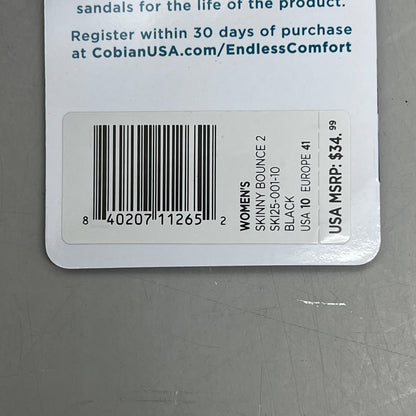 sandals for the life of the product.
Register within 30 days of purchase
at CobianUSA.com/EndlessComfort
8 40207 11265 2
WOMEN'S
SKINNY BOUNCE 2
SKI25-001-10
BLACK
USA 10 EUROPE 41
USA MSRP: $34.99